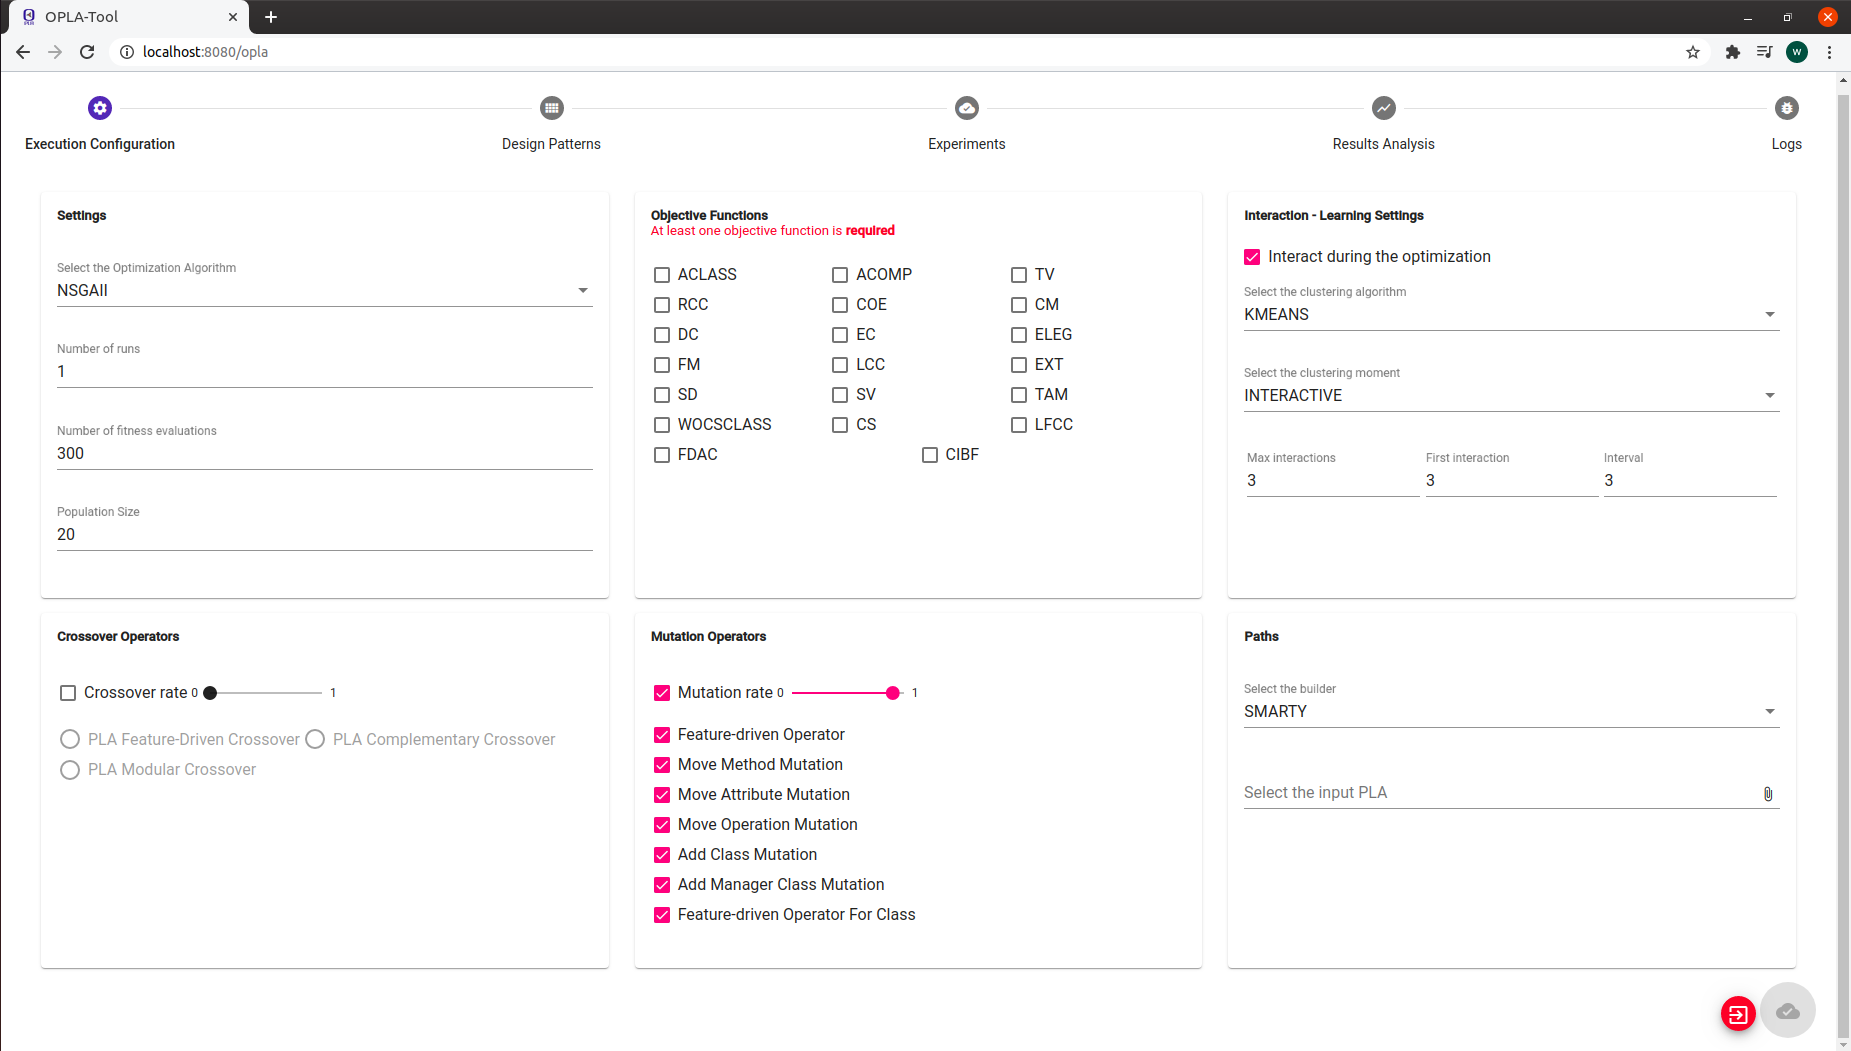 OPLA-Tool
localhost:8080/opla
W
Execution Configuration
Design Patterns
Experiments
Results Analysis
Logs
Settings
Select the Optimization Algorithm
NSGAII
Number of runs
1
Number of fitness evaluations
300
Population Size
20
Objective Functions
At least one objective function is required
ACLASS ACOMP TV
RCC COE CM
DC EC ELEG
FM LCC EXT
SD SV TAM
WOCSCLASS CS LFCC
FDAC CIBF
Interaction - Learning Settings
Interact during the optimization
Select the clustering algorithm
KMEANS
Select the clustering moment
INTERACTIVE
Max interactions First interaction Interval
3 3 3
Crossover Operators
Crossover rate 0 1
PLA Feature-Driven Crossover PLA Complementary Crossover
PLA Modular Crossover
Mutation Operators
Mutation rate 0 1
Feature-driven Operator
Move Method Mutation
Move Attribute Mutation
Move Operation Mutation
Add Class Mutation
Add Manager Class Mutation
Feature-driven Operator For Class
Paths
Select the builder
SMARTY
Select the input PLA